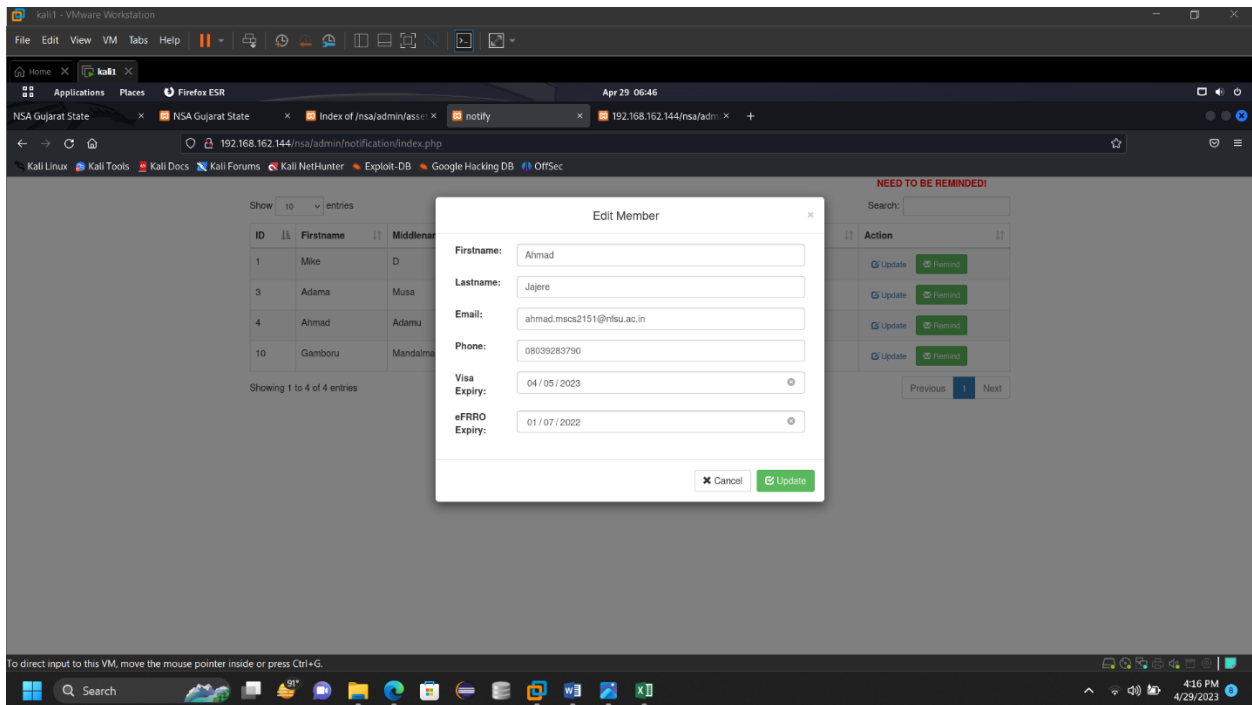 kali1 - VMware Workstation
File Edit View VM Tabs Help
Home kali1
Applications Places Firefox ESR Apr 29 06:46
NSA Gujarat State NSA Gujarat State Index of /nsa/admin/asset notify 192.168.162.144/nsa/adm
192.168.162.144/nsa/admin/notification/index.php
Kali Linux Kali Tools Kali Docs Kali Forums Kali NetHunter Exploit-DB Google Hacking DB OffSec
NEED TO BE REMINDED!
Show 10 entries Search:
ID Firstname Middlenam Action
1 Mike D Update Remind
3 Adama Musa Update Remind
4 Ahmad Adamu Update Remind
10 Gamboru Mandalma Update Remind
Showing 1 to 4 of 4 entries Previous 1 Next
Edit Member
Firstname: Ahmad
Lastname: Jajere
Email: ahmad.mscs2151@nfsu.ac.in
Phone: 08039283790
Visa Expiry: 04/05/2023
eFRRO Expiry: 01/07/2022
Cancel Update
To direct input to this VM, move the mouse pointer inside or press Ctrl+G.
Search 91° 4:16 PM
4/29/2023 8